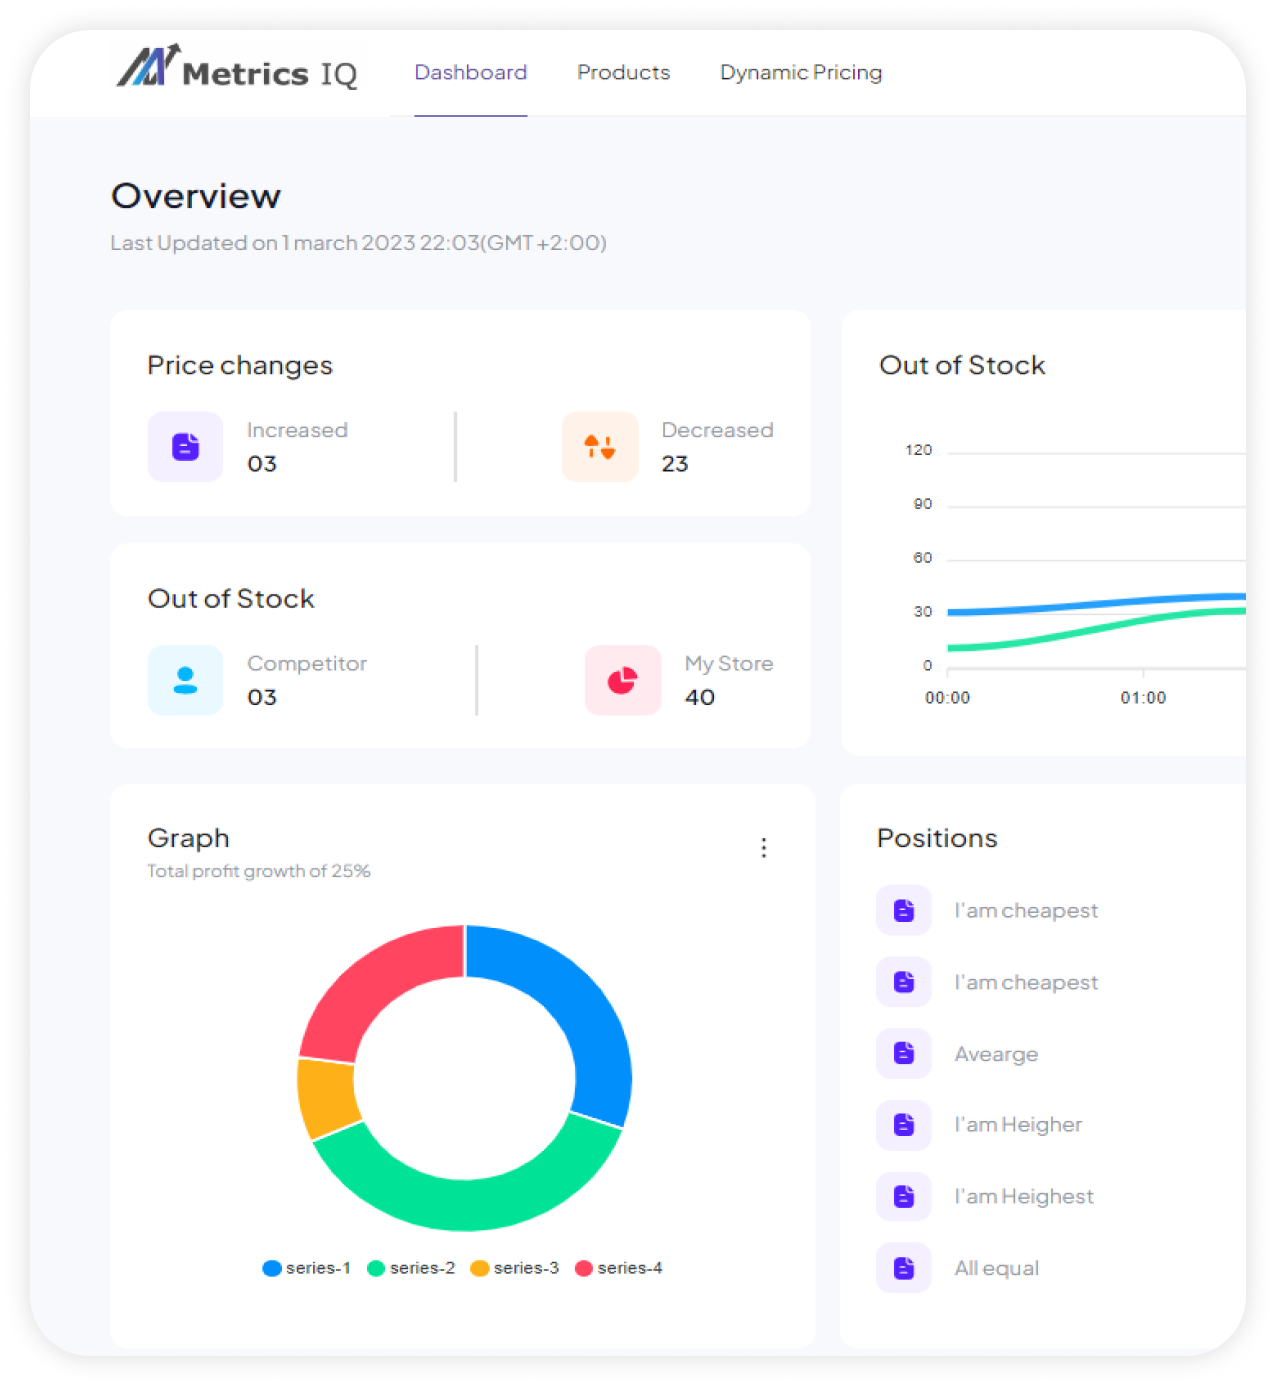 Metrics IQ
Dashboard
Products
Dynamic Pricing
Overview
Last Updated on 1 march 2023 22:03(GMT +2:00)
Price changes
Increased
03
Decreased
23
Out of Stock
Competitor
03
My Store
40
Out of Stock
120
90
60
30
0
00:00
01:00
Graph
Total profit growth of 25%
series-1
series-2
series-3
series-4
Positions
I'am cheapest
I'am cheapest
Avearge
I'am Heigher
I'am Heighest
All equal